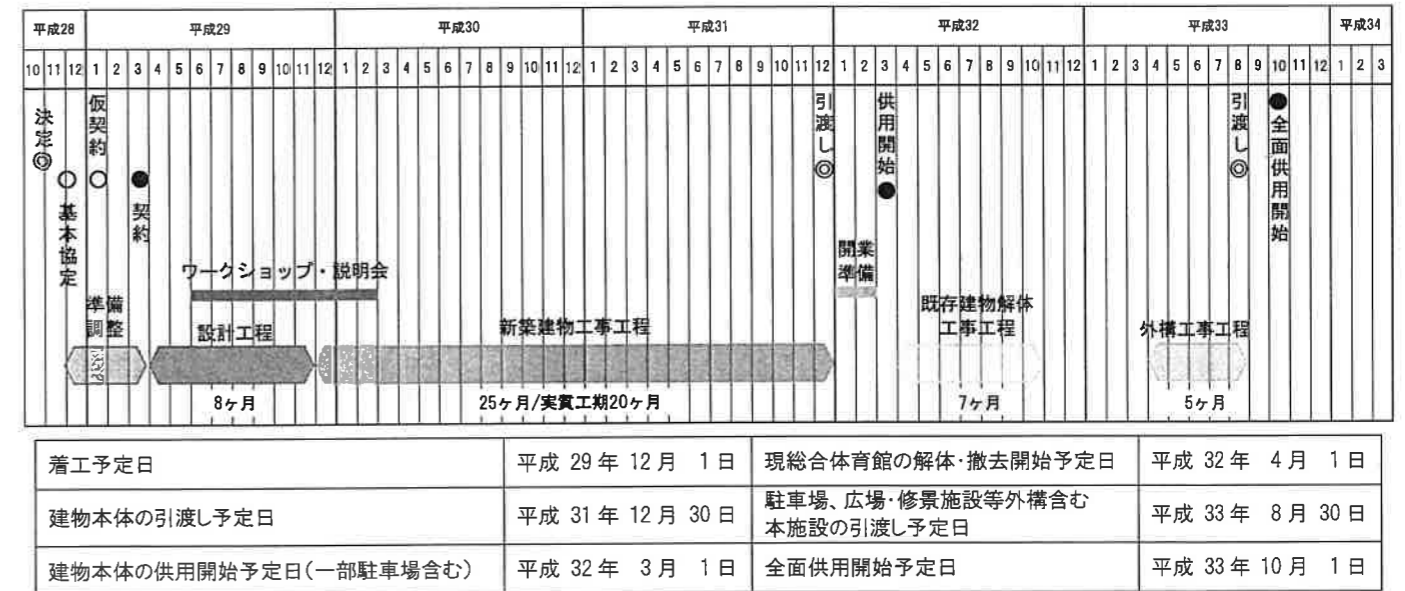 平成28 平成29 平成30 平成31 平成32 平成33 平成34
10 11 12 1 2 3 4 5 6 7 8 9 10 11 12 1 2 3 4 5 6 7 8 9 10 11 12 1 2 3 4 5 6 7 8 9 10 11 12 1 2 3 4 5 6 7 8 9 10 11 12 1 2 3 4 5 6 7 8 9 10 11 12 1 2 3
決定◎
○基本協定
仮契約○
●契約
引渡し◎
供用開始●
引渡し◎
●全面供用開始
開業準備
ワークショップ・説明会
準備調整
設計工程
新築建物工事工程
既存建物解体
工事工程
外構工事工程
8ヶ月
25ヶ月/実質工期20ヶ月
7ヶ月
5ヶ月
着工予定日 平成 29 年 12 月 1 日 現総合体育館の解体・撤去開始予定日 平成 32 年 4 月 1 日
建物本体の引渡し予定日 平成 31 年 12 月 30 日 駐車場、広場・修景施設等外構含む
本施設の引渡し予定日 平成 33 年 8 月 30 日
建物本体の供用開始予定日(一部駐車場含む) 平成 32 年 3 月 1 日 全面供用開始予定日 平成 33 年 10 月 1 日